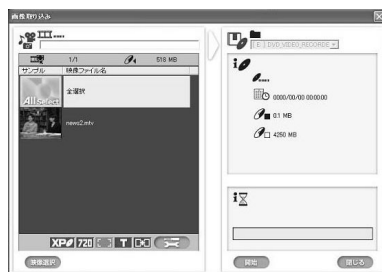 画像取り込み
1/1 518 MB
サンプル 映像ファイル名
All Select 全選択
news2.mtv
XP 720 T
映像選択
[E:] DVD_VIDEO_RECORDE
0000/00/00 00:00:00
0.1 MB
4250 MB
開始 閉じる